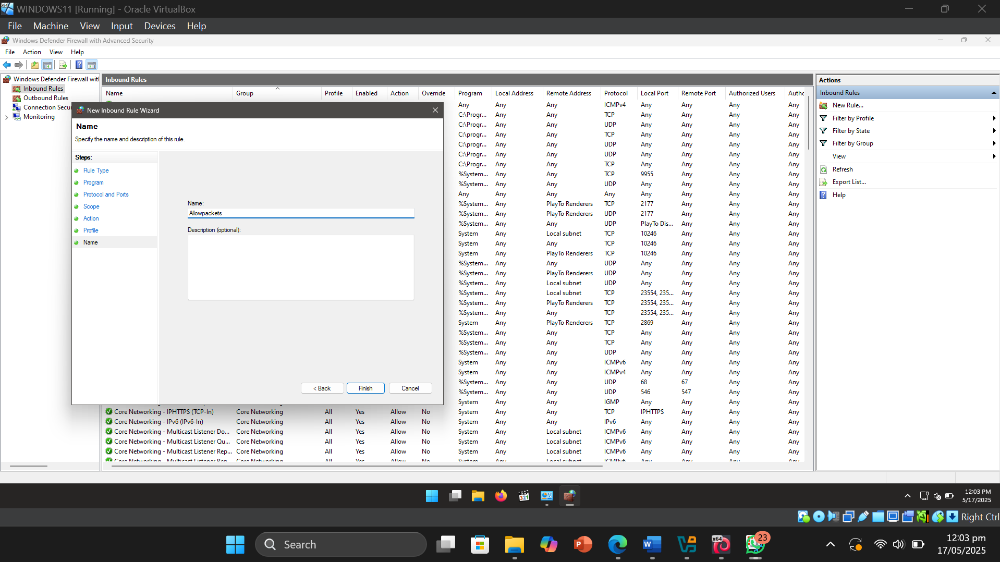 WINDOWS11 [Running] - Oracle VirtualBox
File Machine View Input Devices Help
Windows Defender Firewall with Advanced Security
File Action View Help
Windows Defender Firewall witl
Inbound Rules
Outbound Rules
Connection Secu
Monitoring
Inbound Rules
Name Group Profile Enabled Action Override Program Local Address Remote Address Protocol Local Port Remote Port Authorized Users Autho
Any Any Any ICMPv4 Any Any Any Any
C:\Progr... Any Any TCP Any Any Any Any
C:\Progr... Any Any UDP Any Any Any Any
C:\progr... Any Any TCP Any Any Any Any
C:\progr... Any Any UDP Any Any Any Any
C:\Progr... Any Any UDP Any Any Any Any
C:\Progr... Any Any TCP Any Any Any Any
%System... Any Any TCP 9955 Any Any Any
%System... Any Any UDP Any Any Any Any
Any Any Any Any Any Any Any Any
%System... Any PlayTo Renderers TCP 2177 Any Any Any
%System... Any PlayTo Renderers UDP 2177 Any Any Any
%System... Any Any UDP PlayTo Dis... Any Any Any
System Any Local subnet TCP 10246 Any Any Any
System Any Any TCP 10246 Any Any Any
System Any PlayTo Renderers TCP 10246 Any Any Any
%System... Any Any UDP Any Any Any Any
%System... Any PlayTo Renderers UDP Any Any Any Any
%System... Any Local subnet UDP Any Any Any Any
%System... Any Local subnet TCP 23554, 235... Any Any Any
%System... Any PlayTo Renderers TCP 23554, 235... Any Any Any
%System... Any Any TCP 23554, 235... Any Any Any
System Any PlayTo Renderers TCP 2869 Any Any Any
%System... Any Any TCP Any Any Any Any
%System... Any Any TCP Any Any Any Any
%System... Any Any UDP Any Any Any Any
System Any Any ICMPv6 Any Any Any Any
System Any Any ICMPv4 Any Any Any Any
%System... Any Any UDP 68 67 Any Any
%System... Any Any UDP 546 547 Any Any
System Any Any IGMP Any Any Any Any
Core Networking - IPHTTPS (TCP-In) Core Networking All Yes Allow No System Any Any TCP IPHTTPS Any Any Any
Core Networking - IPv6 (IPv6-In) Core Networking All Yes Allow No System Any Any IPv6 Any Any Any Any
Core Networking - Multicast Listener Do... Core Networking All Yes Allow No System Any Local subnet ICMPv6 Any Any Any Any
Core Networking - Multicast Listener Qu... Core Networking All Yes Allow No System Any Local subnet ICMPv6 Any Any Any Any
Core Networking - Multicast Listener Rep... Core Networking All Yes Allow No System Any Local subnet ICMPv6 Any Any Any Any
Core Networking - Multicast Listener Rep... Core Networking All Yes Allow No System Any Local subnet ICMPv6 Any Any Any Any
New Inbound Rule Wizard
Name
Specify the name and description of this rule.
Steps:
Rule Type
Program
Protocol and Ports
Scope
Action
Profile
Name
Name:
Allowpackets
Description (optional):
< Back Finish Cancel
Actions
Inbound Rules
New Rule...
Filter by Profile
Filter by State
Filter by Group
View
Refresh
Export List...
Help
321
12:03 PM
5/17/2025
Right Ctrl
Search
x64
23
12:03 pm
17/05/2025